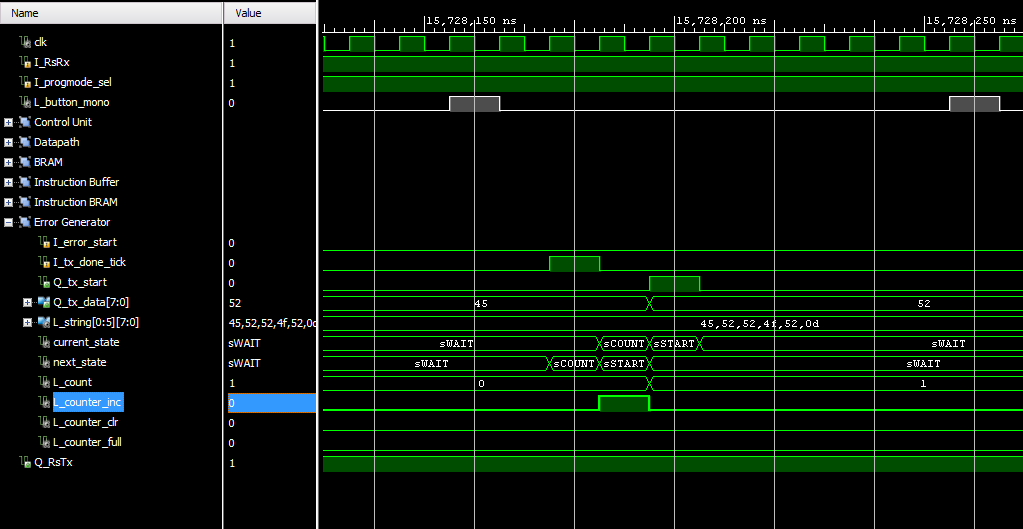 Name Value
15,728,150 ns 15,728,200 ns 15,728,250 ns
clk 1
I_RsRx 1
I_progmode_sel 1
L_button_mono 0
Control Unit
Datapath
BRAM
Instruction Buffer
Instruction BRAM
Error Generator
I_error_start 0
I_tx_done_tick 0
Q_tx_start 0
Q_tx_data[7:0] 52 45 52
L_string[0:5][7:0] 45,52,52,4f,52,0d 45,52,52,4f,52,0d
current_state sWAIT sWAIT sCOUNT sSTART sWAIT
next_state sWAIT sWAIT sCOUNT sSTART sWAIT
L_count 1 0 1
L_counter_inc 0
L_counter_clr 0
L_counter_full 0
Q_RsTx 1